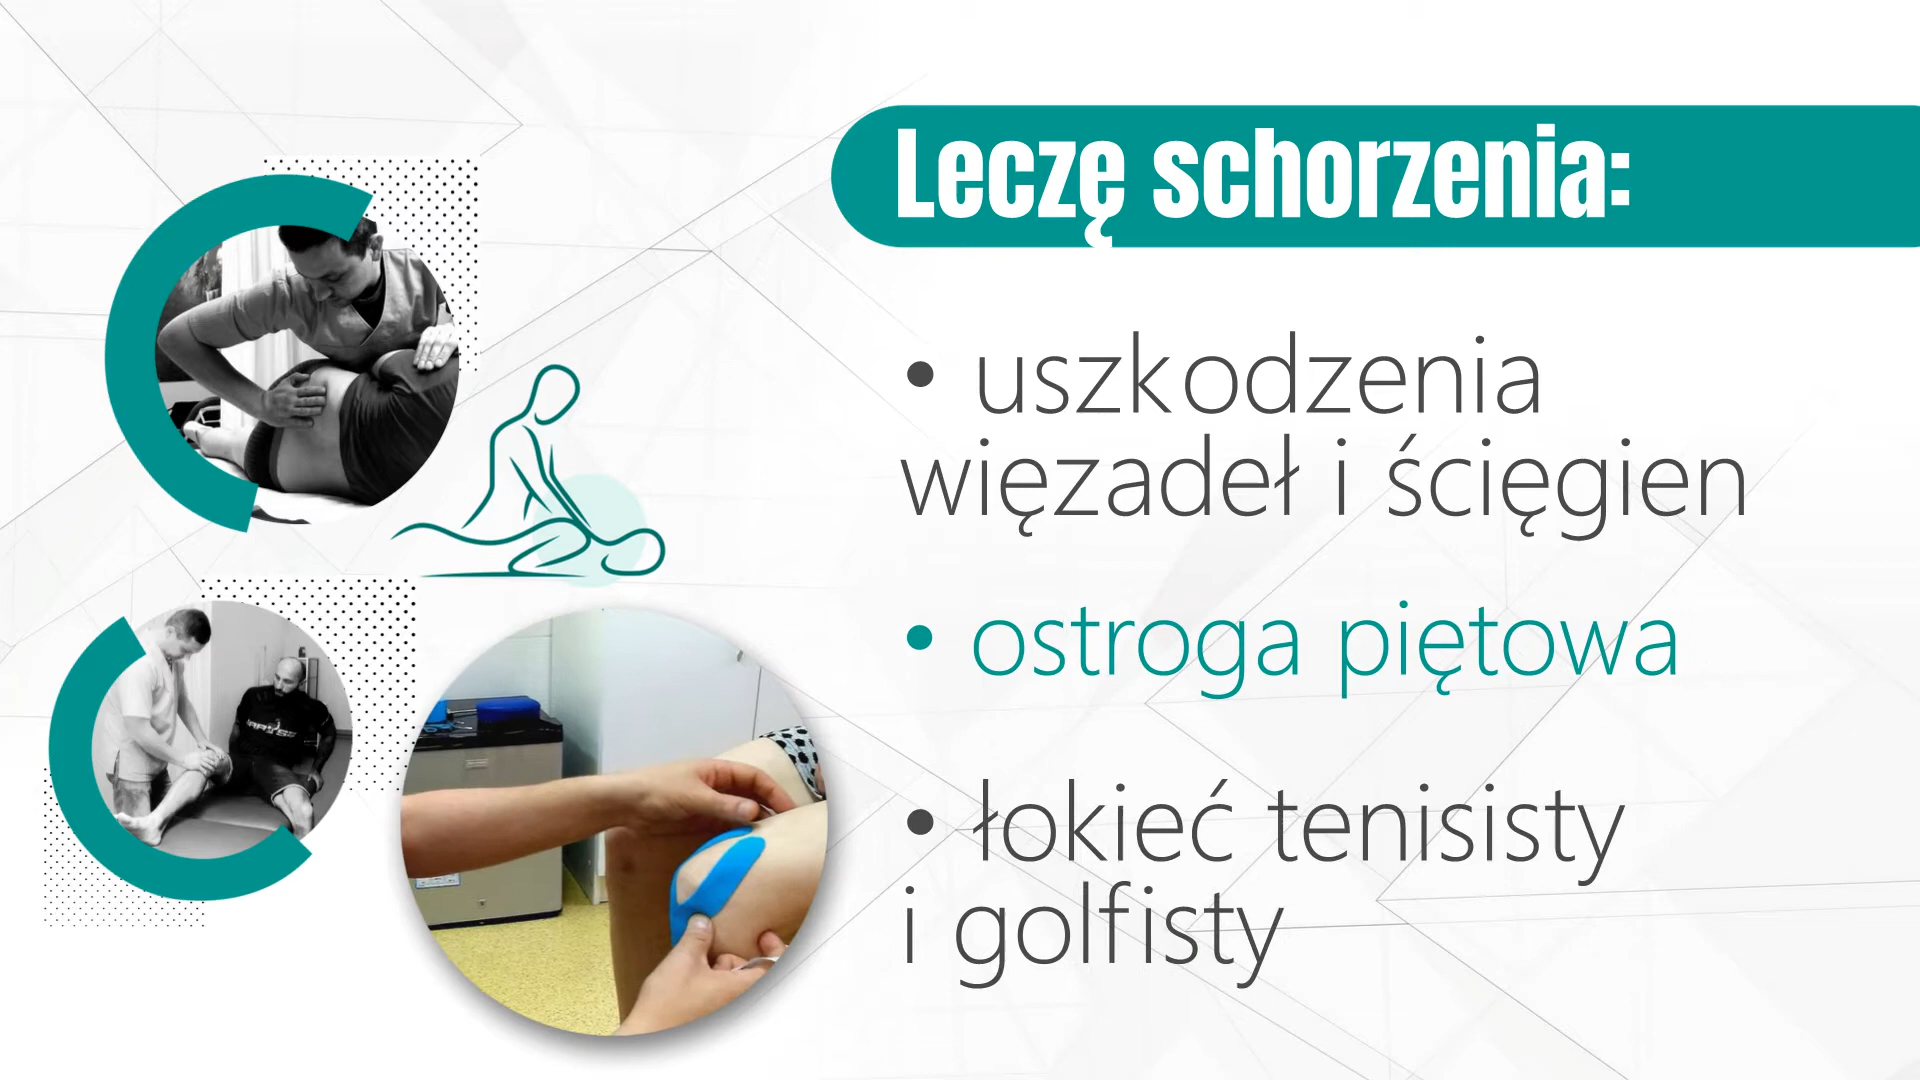 Leczę schorzenia:
• uszkodzenia
więzadeł i ścięgien
• ostroga piętowa
• łokieć tenisisty
i golfisty